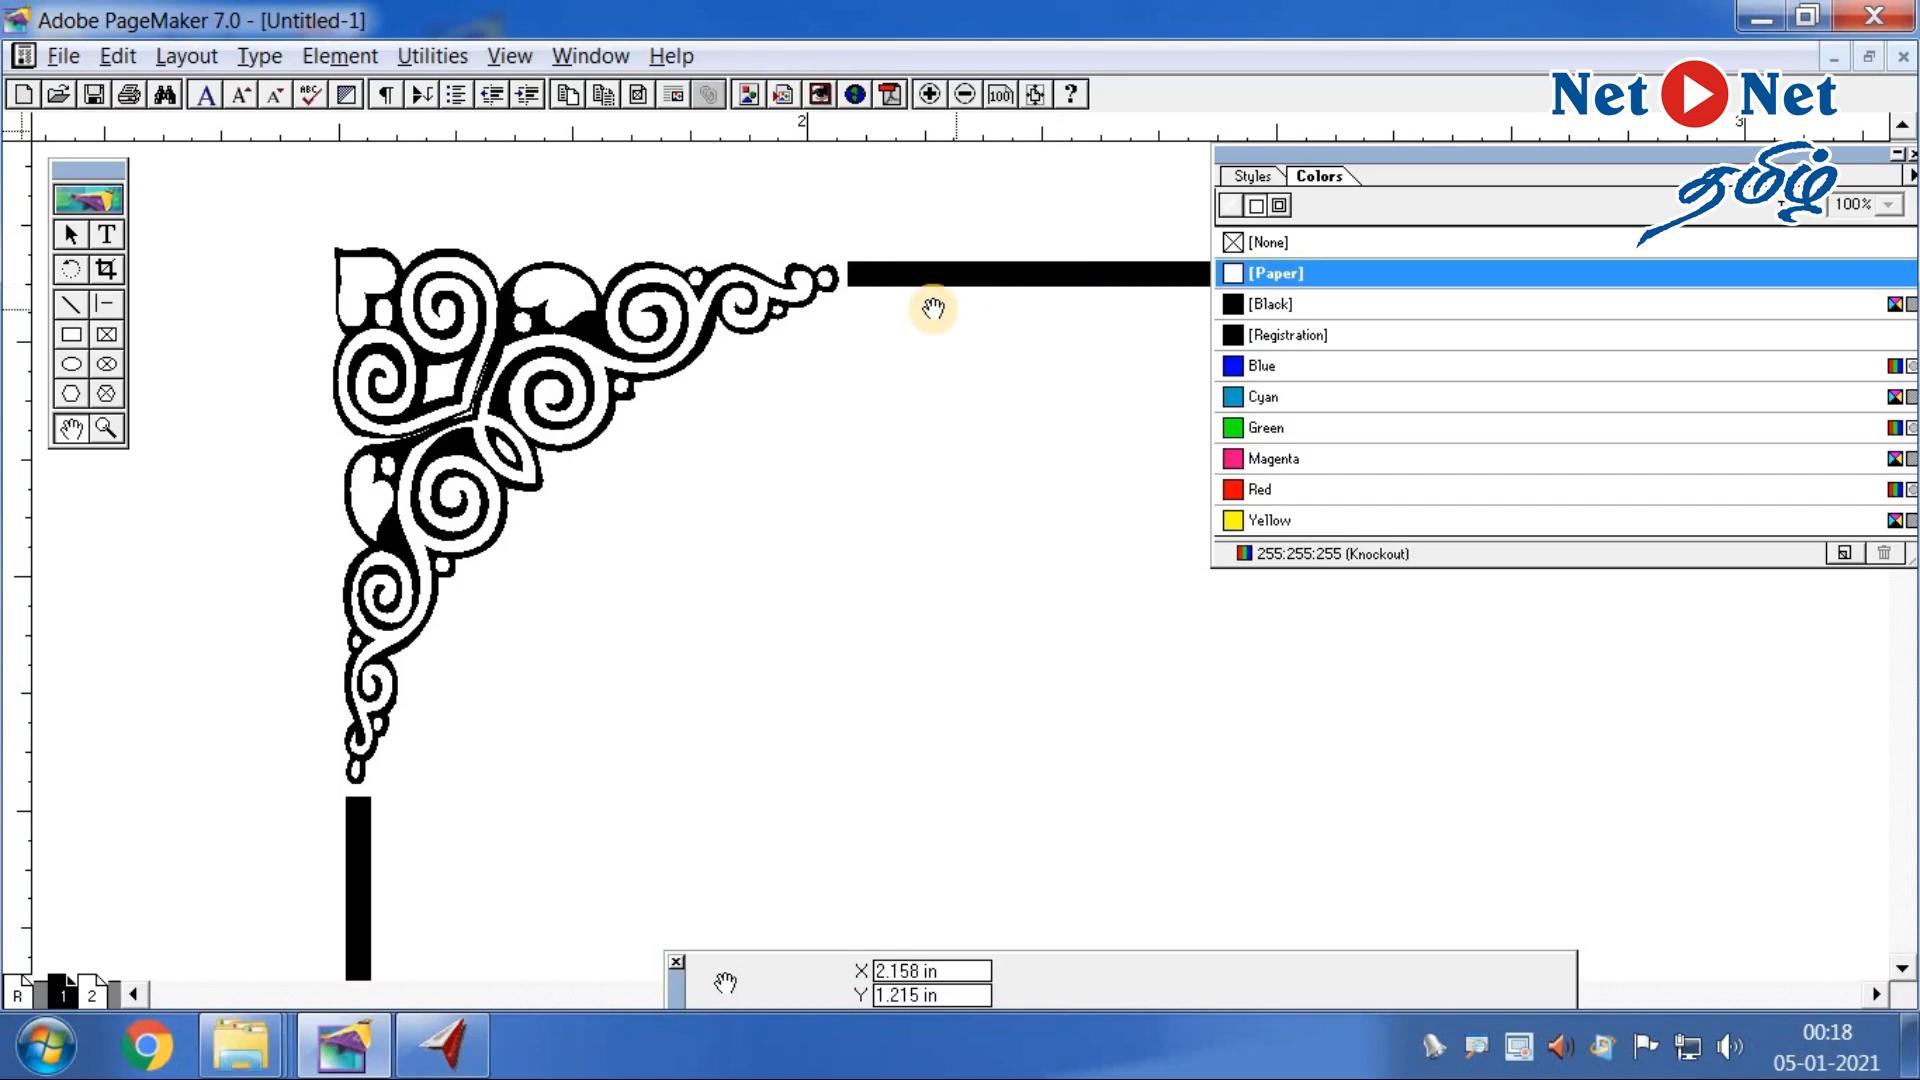 Adobe PageMaker 7.0 - [Untitled-1]
File Edit Layout Type Element Utilities View Window Help
Net Net
தமிழ்
2 3
Styles Colors
100%
[None]
[Paper]
[Black]
[Registration]
Blue
Cyan
Green
Magenta
Red
Yellow
255:255:255 (Knockout)
X 2.158 in
Y 1.215 in
R 1 2
00:18
05-01-2021